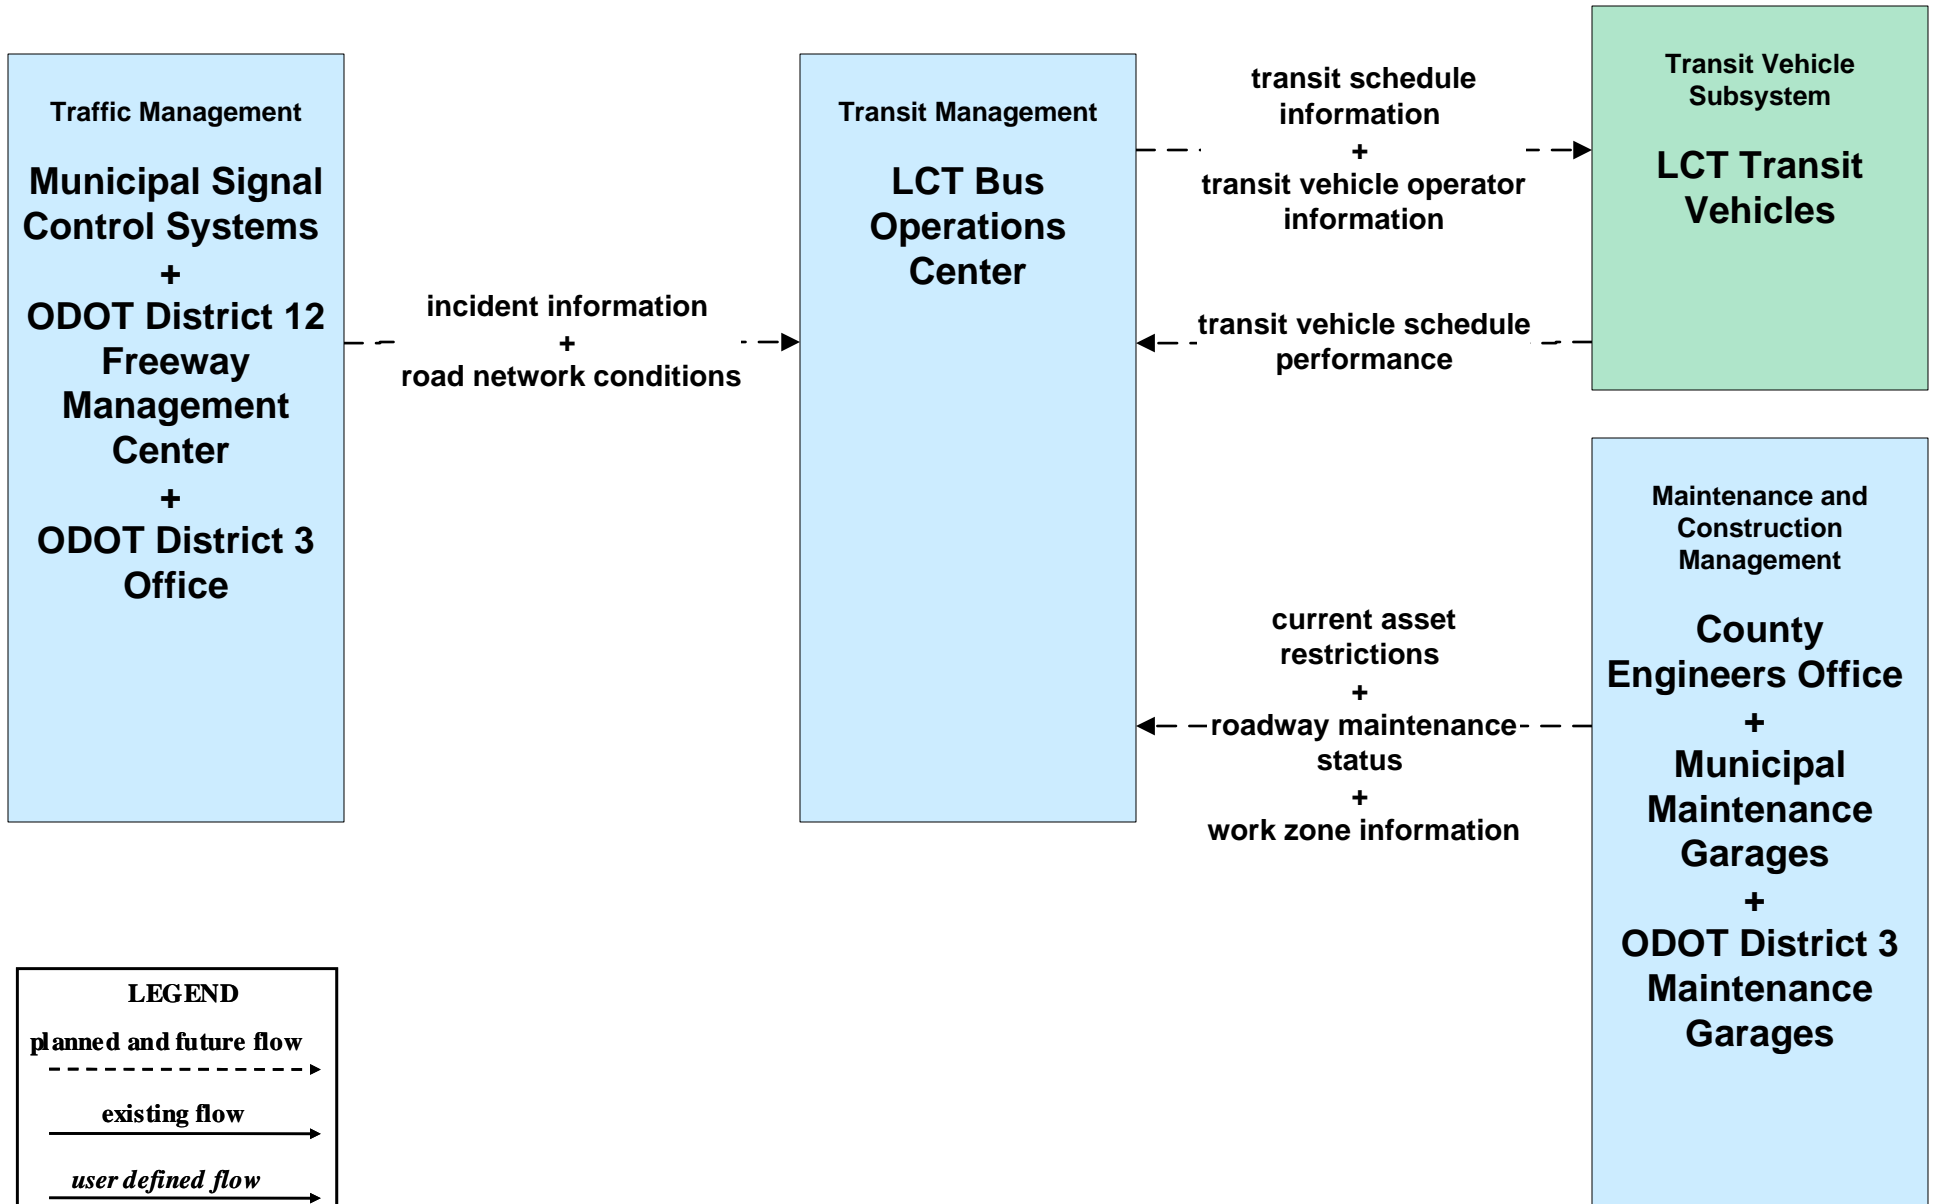 Traffic Management
Municipal Signal
Control Systems
+
ODOT District 12
Freeway
Management
Center
+
ODOT District 3
Office
incident information
+
road network conditions
Transit Management
LCT Bus
Operations
Center
transit schedule
information
+
transit vehicle operator
information
transit vehicle schedule
performance
Transit Vehicle
Subsystem
LCT Transit
Vehicles
current asset
restrictions
+
roadway maintenance
status
+
work zone information
Maintenance and
Construction
Management
County
Engineers Office
+
Municipal
Maintenance
Garages
+
ODOT District 3
Maintenance
Garages
LEGEND
planned and future flow
existing flow
user defined flow